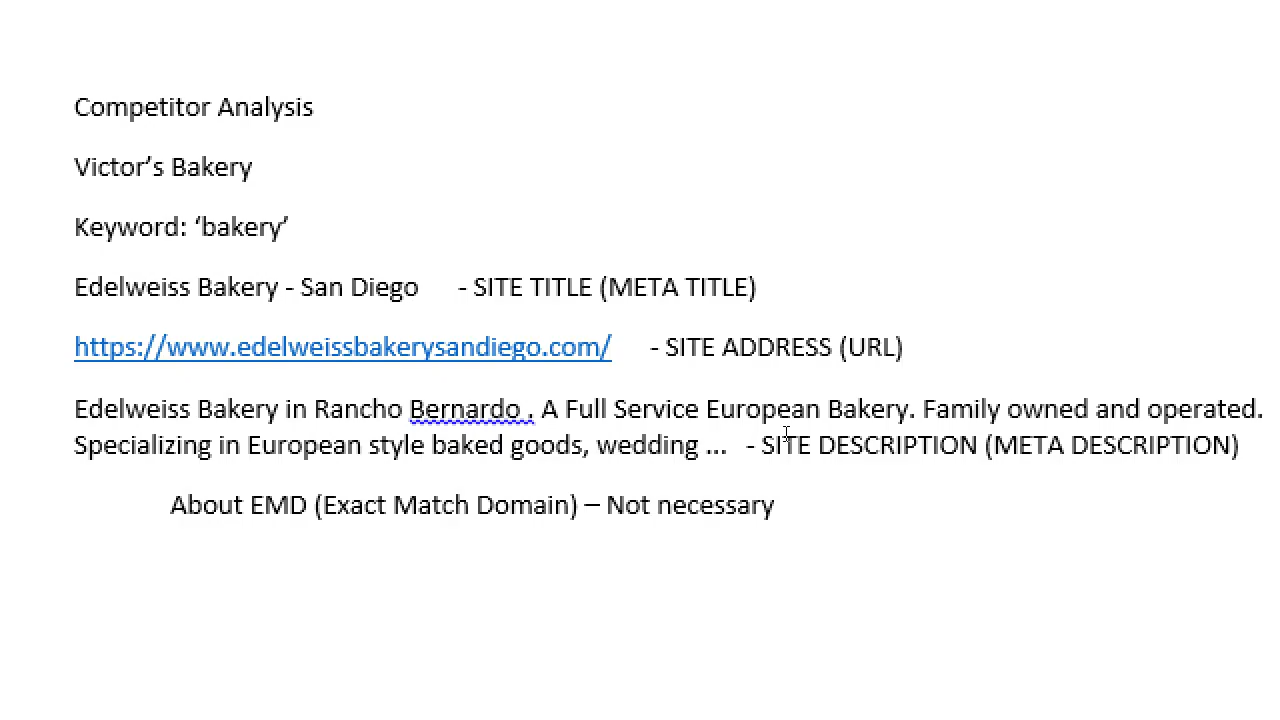 Competitor Analysis
Victor’s Bakery
Keyword: ‘bakery’
Edelweiss Bakery - San Diego - SITE TITLE (META TITLE)
https://www.edelweissbakerysandiego.com/ - SITE ADDRESS (URL)
Edelweiss Bakery in Rancho Bernardo . A Full Service European Bakery. Family owned and operated.
Specializing in European style baked goods, wedding ... - SITE DESCRIPTION (META DESCRIPTION)
About EMD (Exact Match Domain) – Not necessary